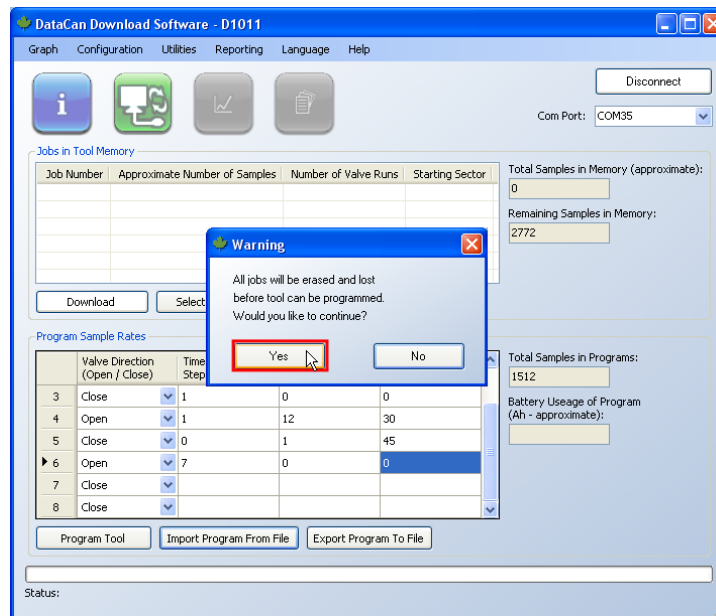 DataCan Download Software - D1011
Graph Configuration Utilities Reporting Language Help
Disconnect
Com Port: COM35
Jobs in Tool Memory
Job Number Approximate Number of Samples Number of Valve Runs Starting Sector
Total Samples in Memory (approximate):
0
Remaining Samples in Memory:
2772
Warning
All jobs will be erased and lost
before tool can be programmed.
Would you like to continue?
Yes No
Download Select
Program Sample Rates
Valve Direction
(Open / Close)
Time
Step
3 Close 1 0 0
4 Open 1 12 30
5 Close 0 1 45
6 Open 7 0 0
7 Close
8 Close
Total Samples in Programs:
1512
Battery Useage of Program
(Ah - approximate):
Program Tool Import Program From File Export Program To File
Status: